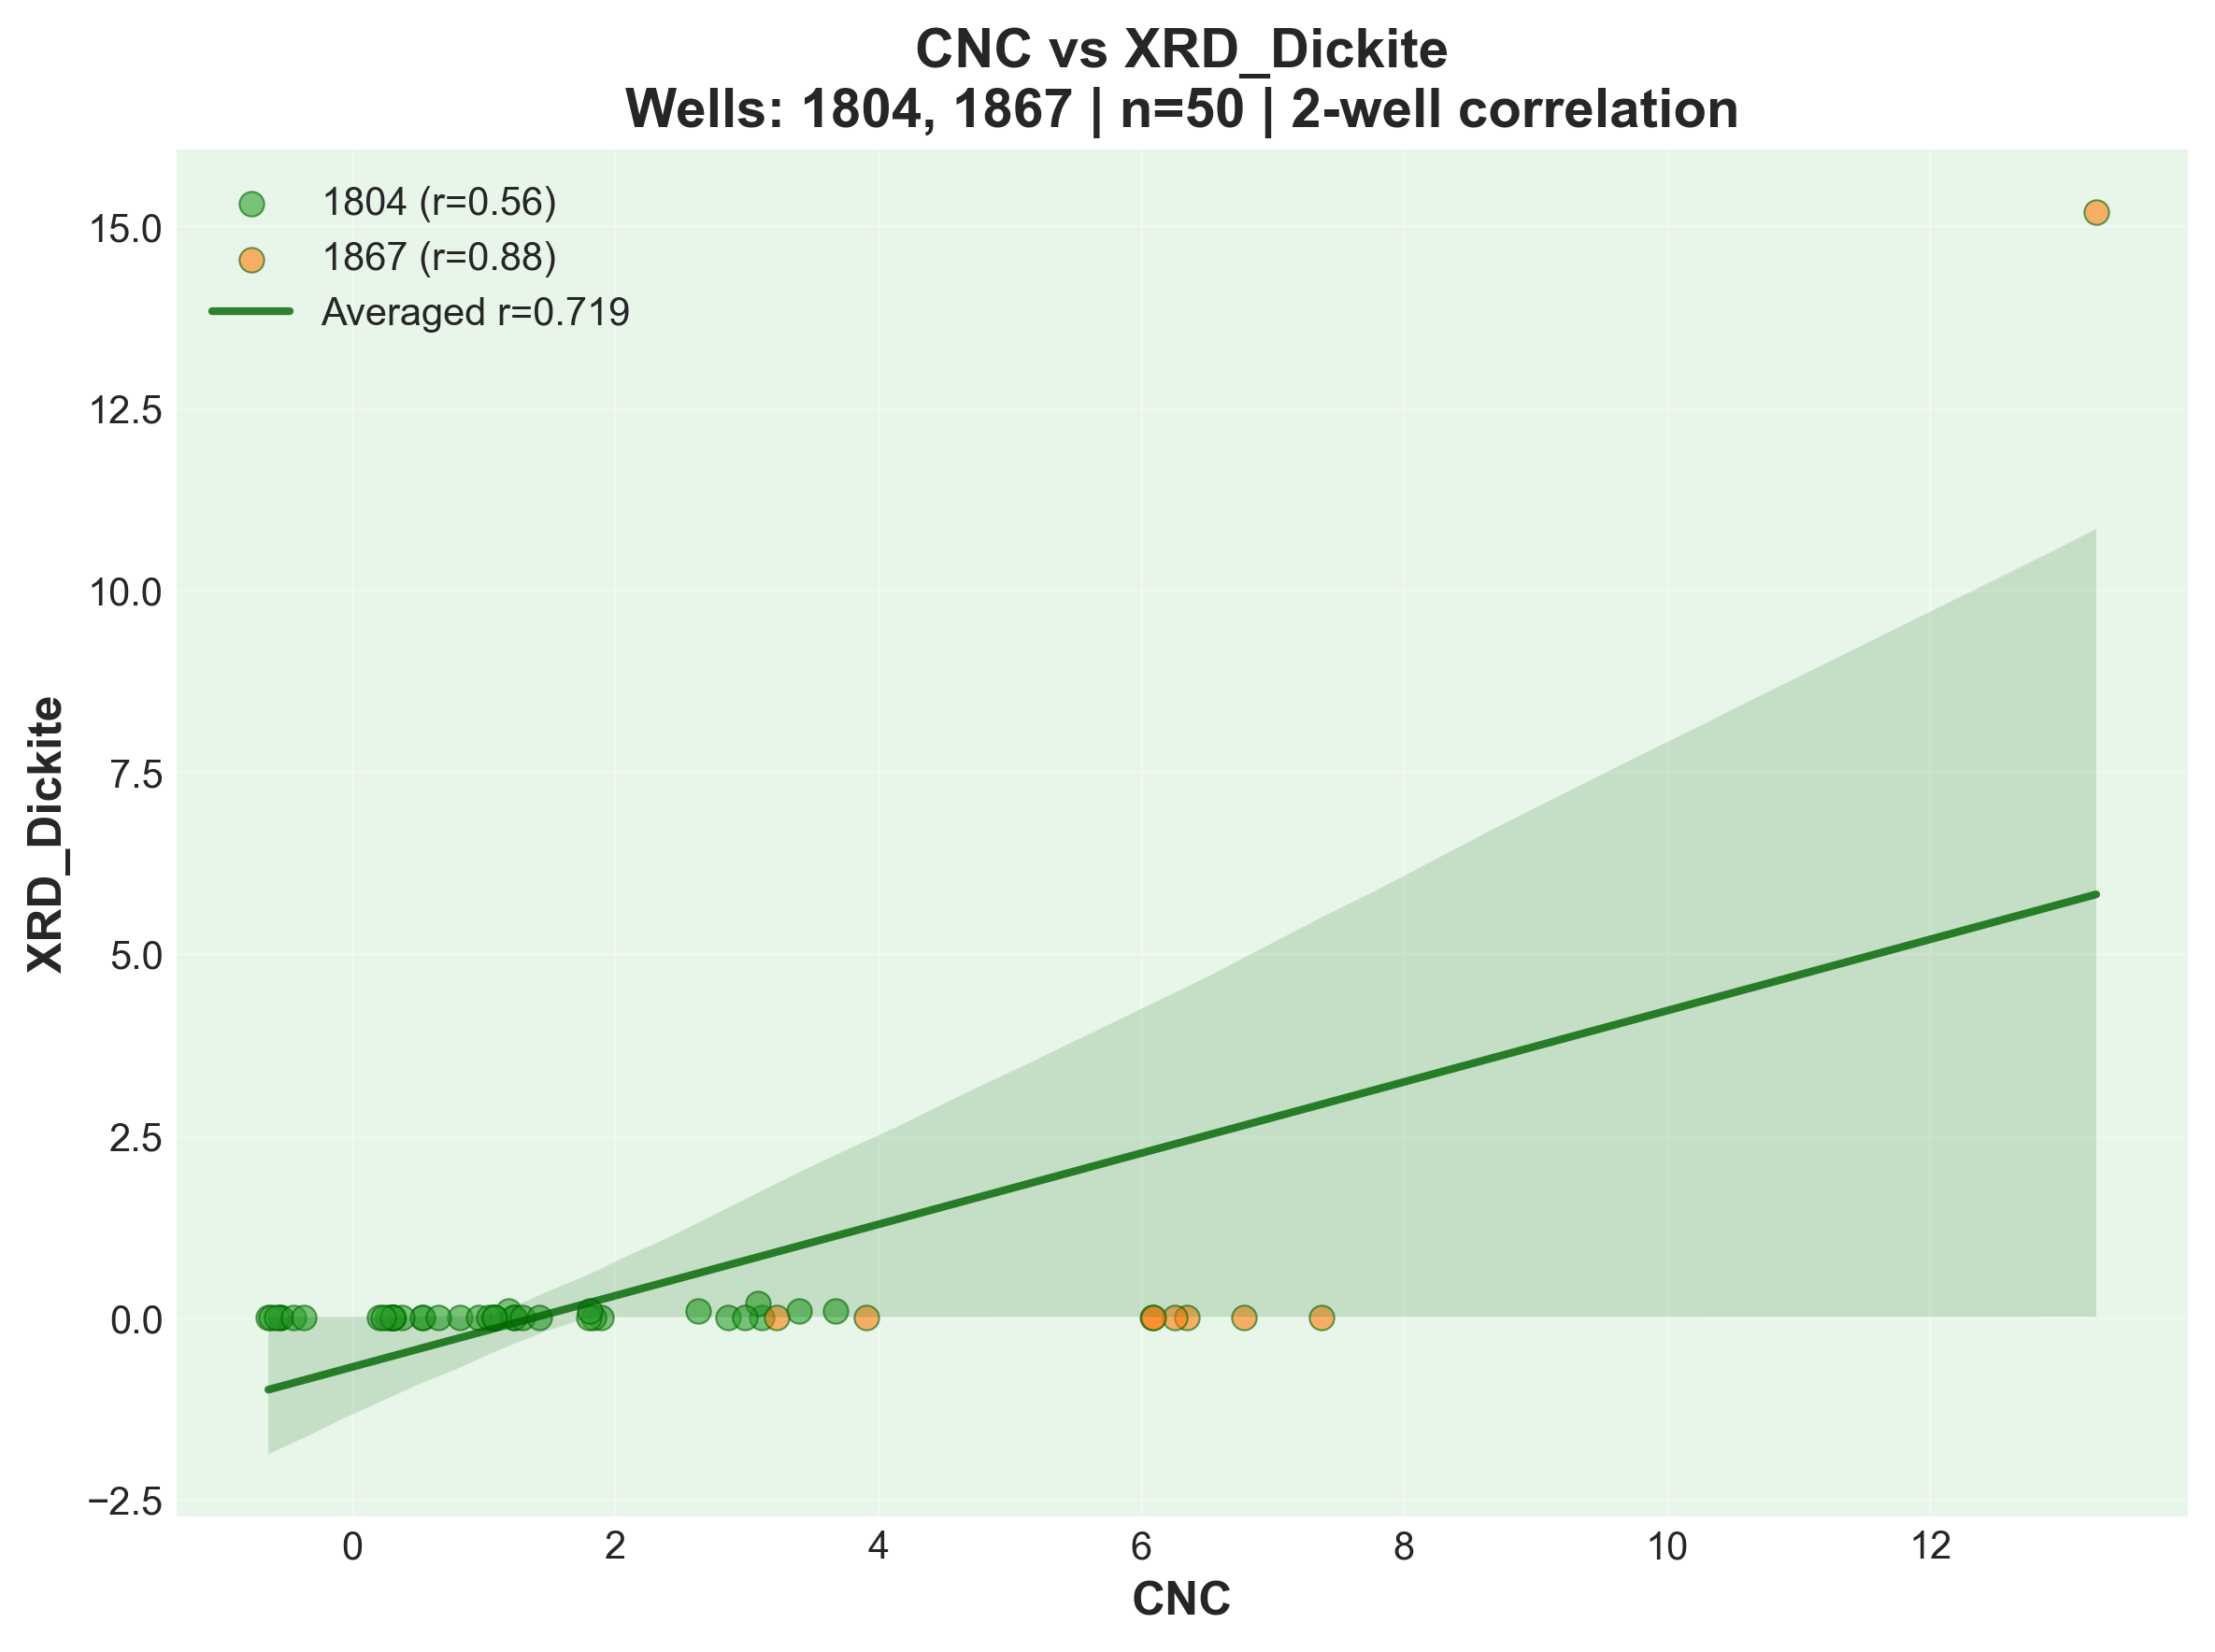 CNC vs XRD_Dickite
Wells: 1804, 1867 | n=50 | 2-well correlation
1804 (r=0.56)
1867 (r=0.88)
Averaged r=0.719
15.0
12.5
10.0
7.5
5.0
2.5
0.0
−2.5
XRD_Dickite
0
2
4
6
8
10
12
CNC